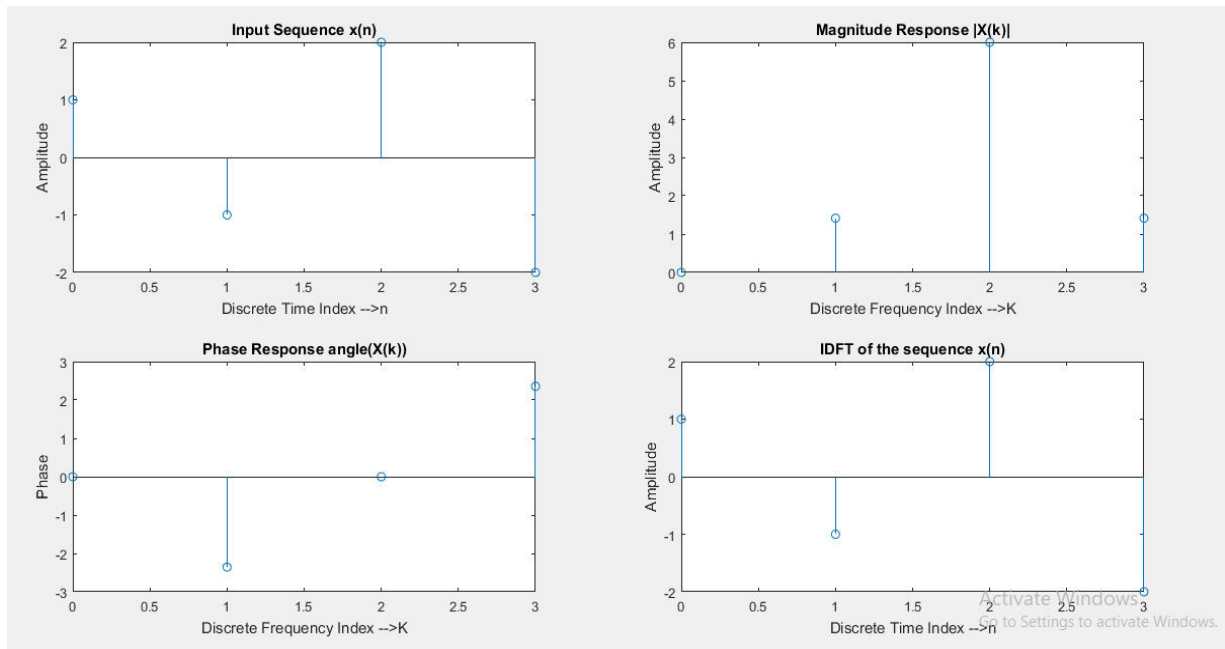 Input Sequence x(n)
2
1
0
-1
-2
Amplitude
0 0.5 1 1.5 2 2.5 3
Discrete Time Index -->n
Magnitude Response |X(k)|
6
5
4
3
2
1
0
Amplitude
0 0.5 1 1.5 2 2.5 3
Discrete Frequency Index -->K
Phase Response angle(X(k))
3
2
1
0
-1
-2
-3
Phase
0 0.5 1 1.5 2 2.5 3
Discrete Frequency Index -->K
IDFT of the sequence x(n)
2
1
0
-1
-2
Amplitude
0 0.5 1 1.5 2 2.5 3
Discrete Time Index -->n
Activate Windows
Go to Settings to activate Windows.